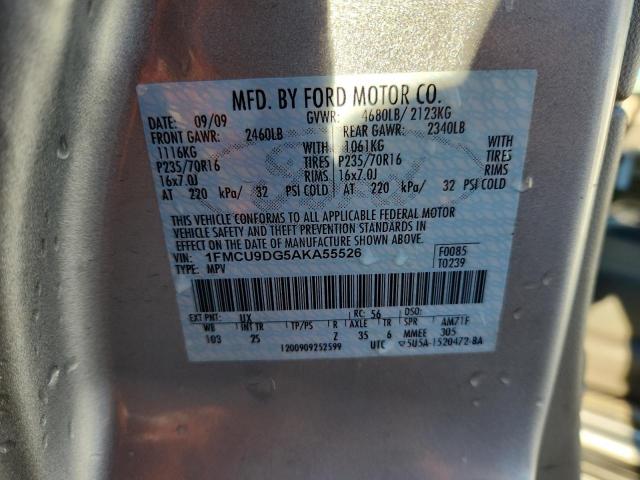 MFD. BY FORD MOTOR CO.
DATE: 09/09 GVWR: 4680LB/ 2123KG
FRONT GAWR: 2460LB REAR GAWR: 2340LB
1116KG WITH 1061KG WITH
P235/70R16 TIRES P235/70R16 TIRES
16x7.0J RIMS 16x7.0J RIMS
AT 220 kPa/ 32 PSI COLD AT 220 kPa/ 32 PSI COLD
THIS VEHICLE CONFORMS TO ALL APPLICABLE FEDERAL MOTOR
VEHICLE SAFETY AND THEFT PREVENTION STANDARDS IN
EFFECT ON THE DATE OF MANUFACTURE SHOWN ABOVE.
VIN: 1FMCU9DG5AKA55526 F0085
TYPE: MPV T0239
EXT PNT: UX RC: 56 DSO:
WB INT TR TP/PS R AXLE TR SPR AM71F
103 25 Z 35 6 MMEE 305
1200909252599 UTC 5U5A-1520472-BA